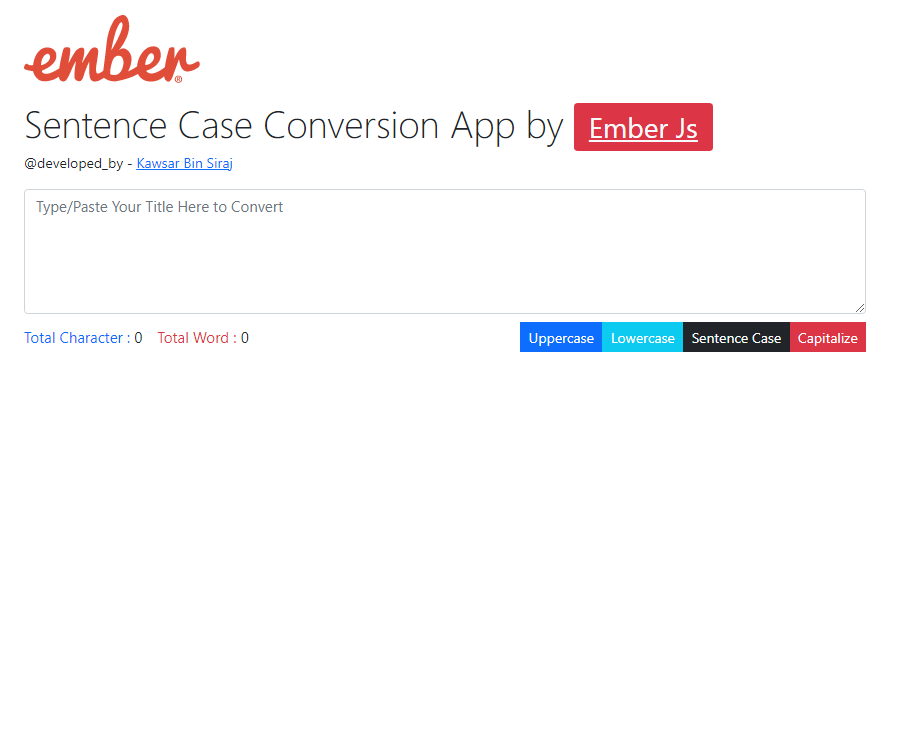 ember®
Sentence Case Conversion App by Ember Js
@developed_by - Kawsar Bin Siraj
Type/Paste Your Title Here to Convert
Total Character : 0 Total Word : 0 Uppercase Lowercase Sentence Case Capitalize